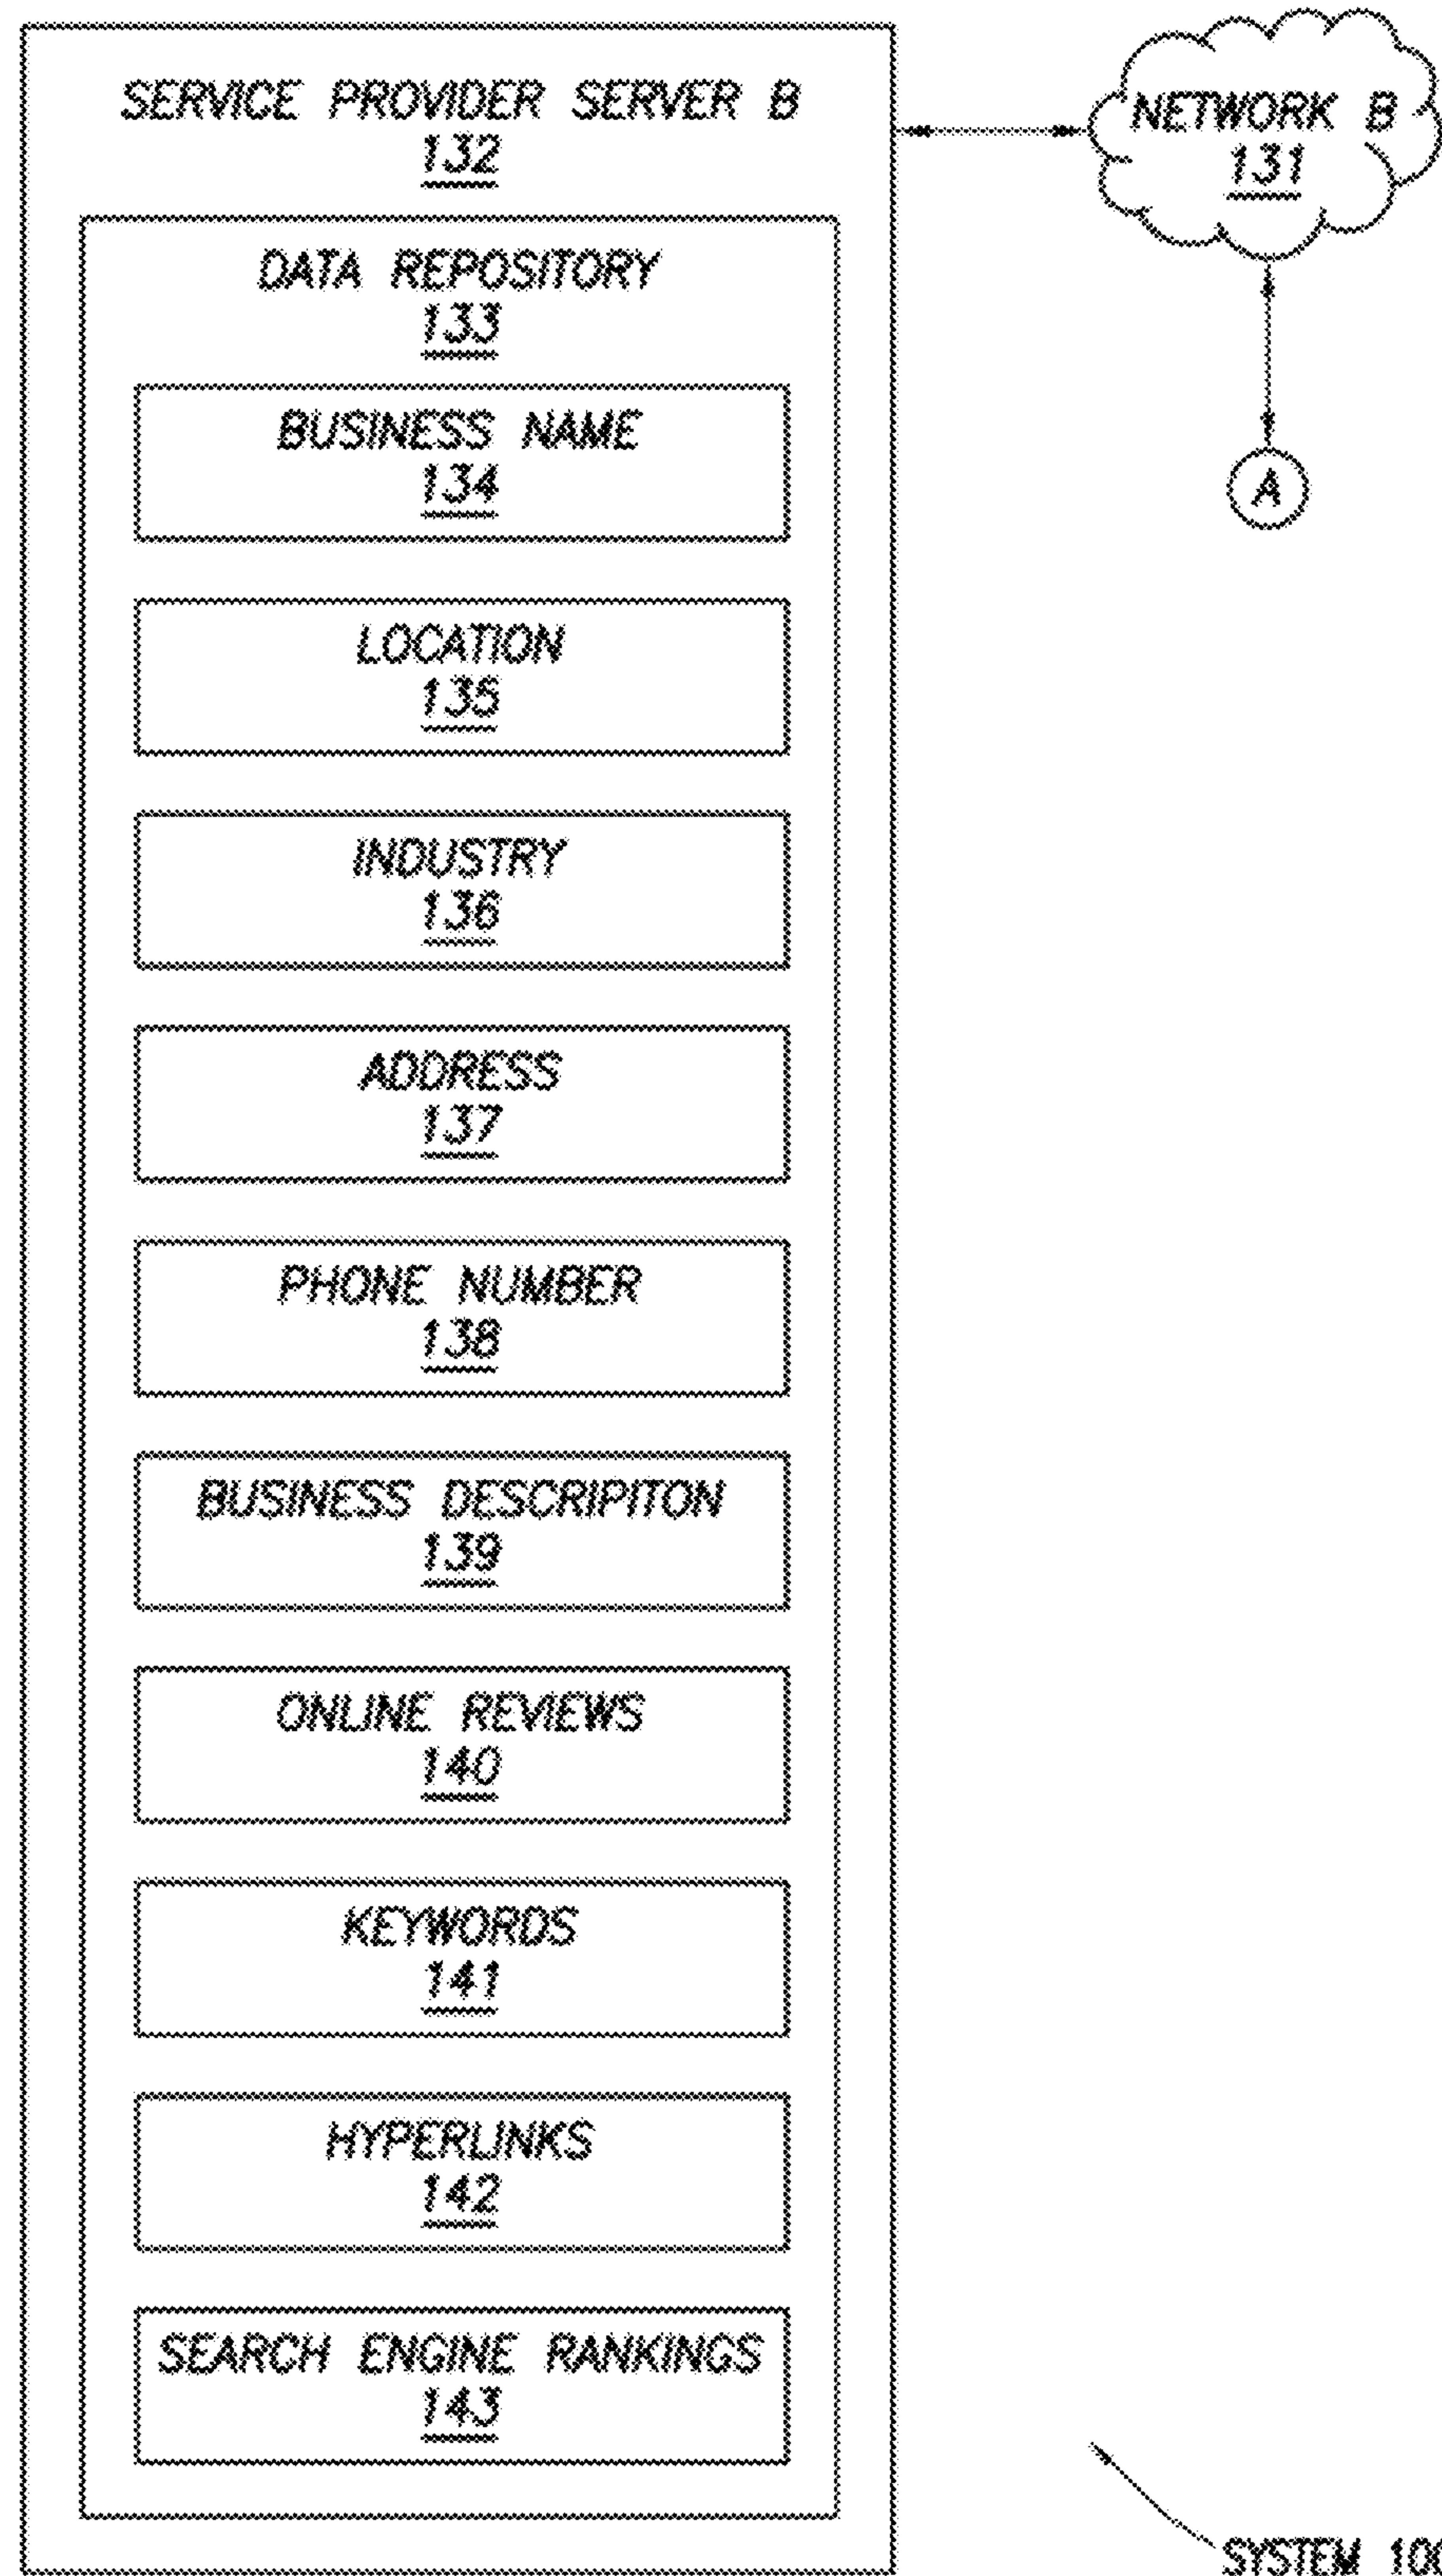 SERVICE PROVIDER SERVER B
132
NETWORK B
131
DATA REPOSITORY
133
A
BUSINESS NAME
134
LOCATION
135
INDUSTRY
136
ADDRESS
137
PHONE NUMBER
138
BUSINESS DESCRIPITON
139
ONLINE REVIEWS
140
KEYWORDS
141
HYPERLINKS
142
SEARCH ENGINE RANKINGS
143
SYSTEM 100